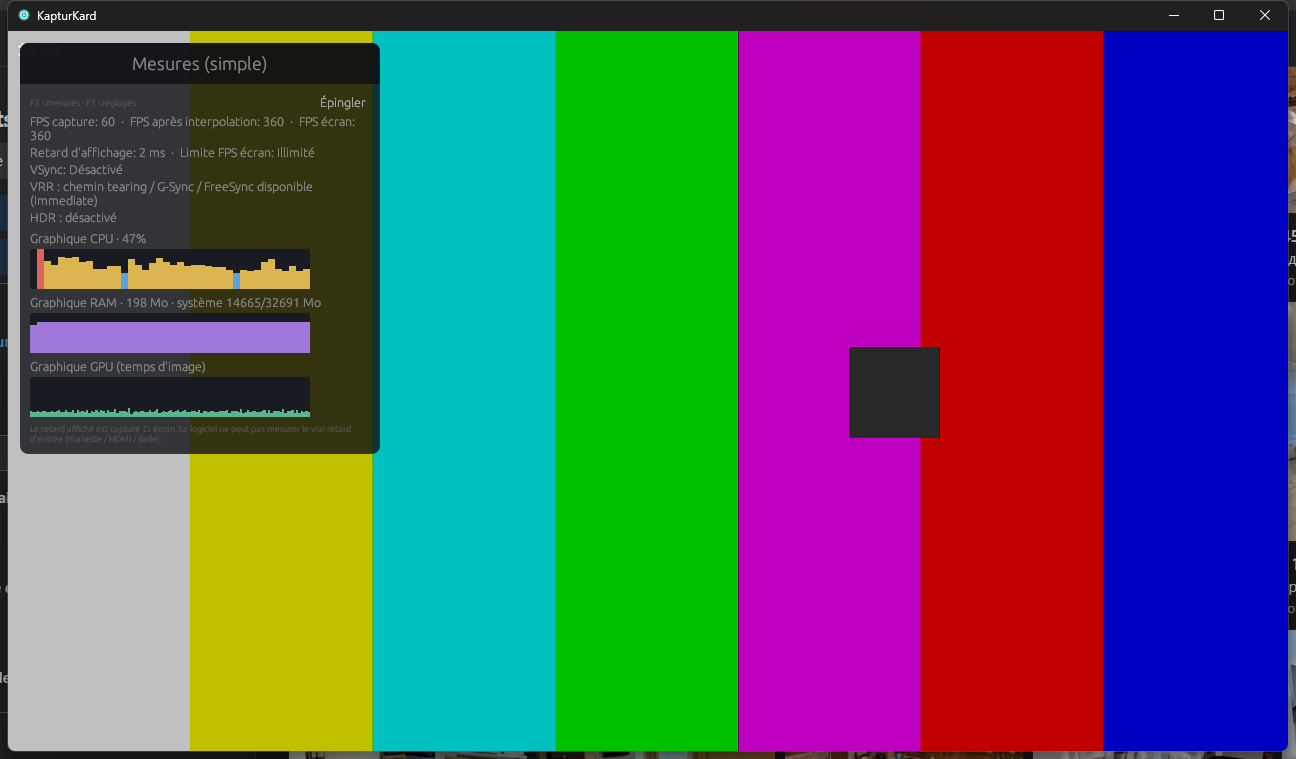 KapturKard
Mesures (simple)
F2 : mesures · F1 : réglages
Épingler
FPS capture: 60 · FPS après interpolation: 360 · FPS écran:
360
Retard d'affichage: 2 ms · Limite FPS écran: Illimité
VSync: Désactivé
VRR : chemin tearing / G-Sync / FreeSync disponible
(Immediate)
HDR : désactivé
Graphique CPU · 47%
Graphique RAM · 198 Mo · système 14665/32691 Mo
Graphique GPU (temps d'image)
Le retard affiché est capture □ écran. Le logiciel ne peut pas mesurer le vrai retard
d'entrée (manette / HDMI / dalle).